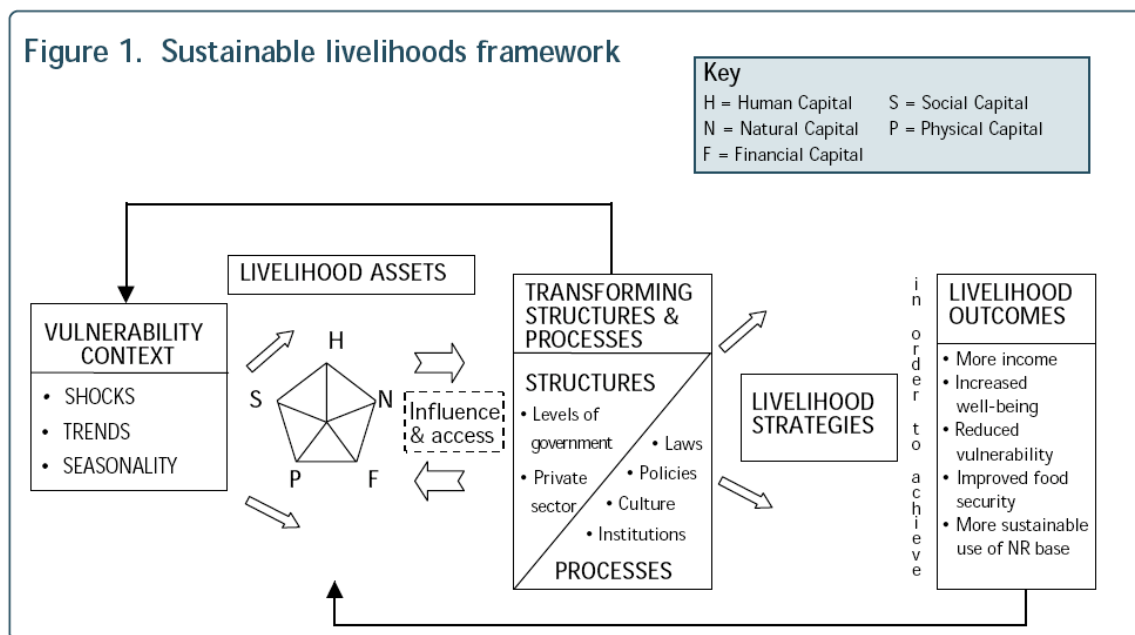 Figure 1. Sustainable livelihoods framework
Key
H = Human Capital S = Social Capital
N = Natural Capital P = Physical Capital
F = Financial Capital
VULNERABILITY
CONTEXT
• SHOCKS
• TRENDS
• SEASONALITY
LIVELIHOOD ASSETS
H
S
N
P
F
Influence
& access
TRANSFORMING
STRUCTURES &
PROCESSES
STRUCTURES
• Levels of
government
• Private
sector
• Laws
• Policies
• Culture
• Institutions
PROCESSES
LIVELIHOOD
STRATEGIES
in order to achieve
LIVELIHOOD
OUTCOMES
• More income
• Increased
well-being
• Reduced
vulnerability
• Improved food
security
• More sustainable
use of NR base